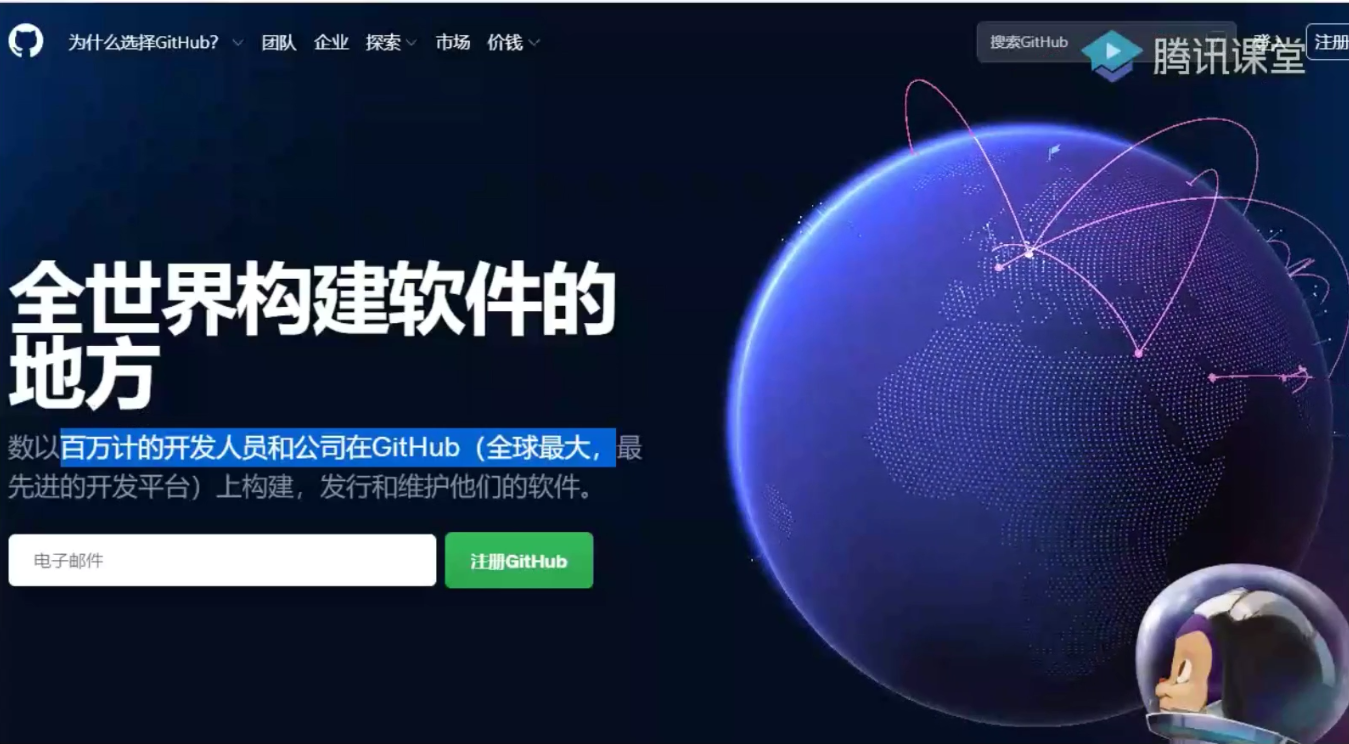 为什么选择GitHub? 团队 企业 探索 市场 价钱 搜索GitHub 登入 注册
腾讯课堂
全世界构建软件的
地方
数以百万计的开发人员和公司在GitHub（全球最大，最
先进的开发平台）上构建，发行和维护他们的软件。
电子邮件 注册GitHub